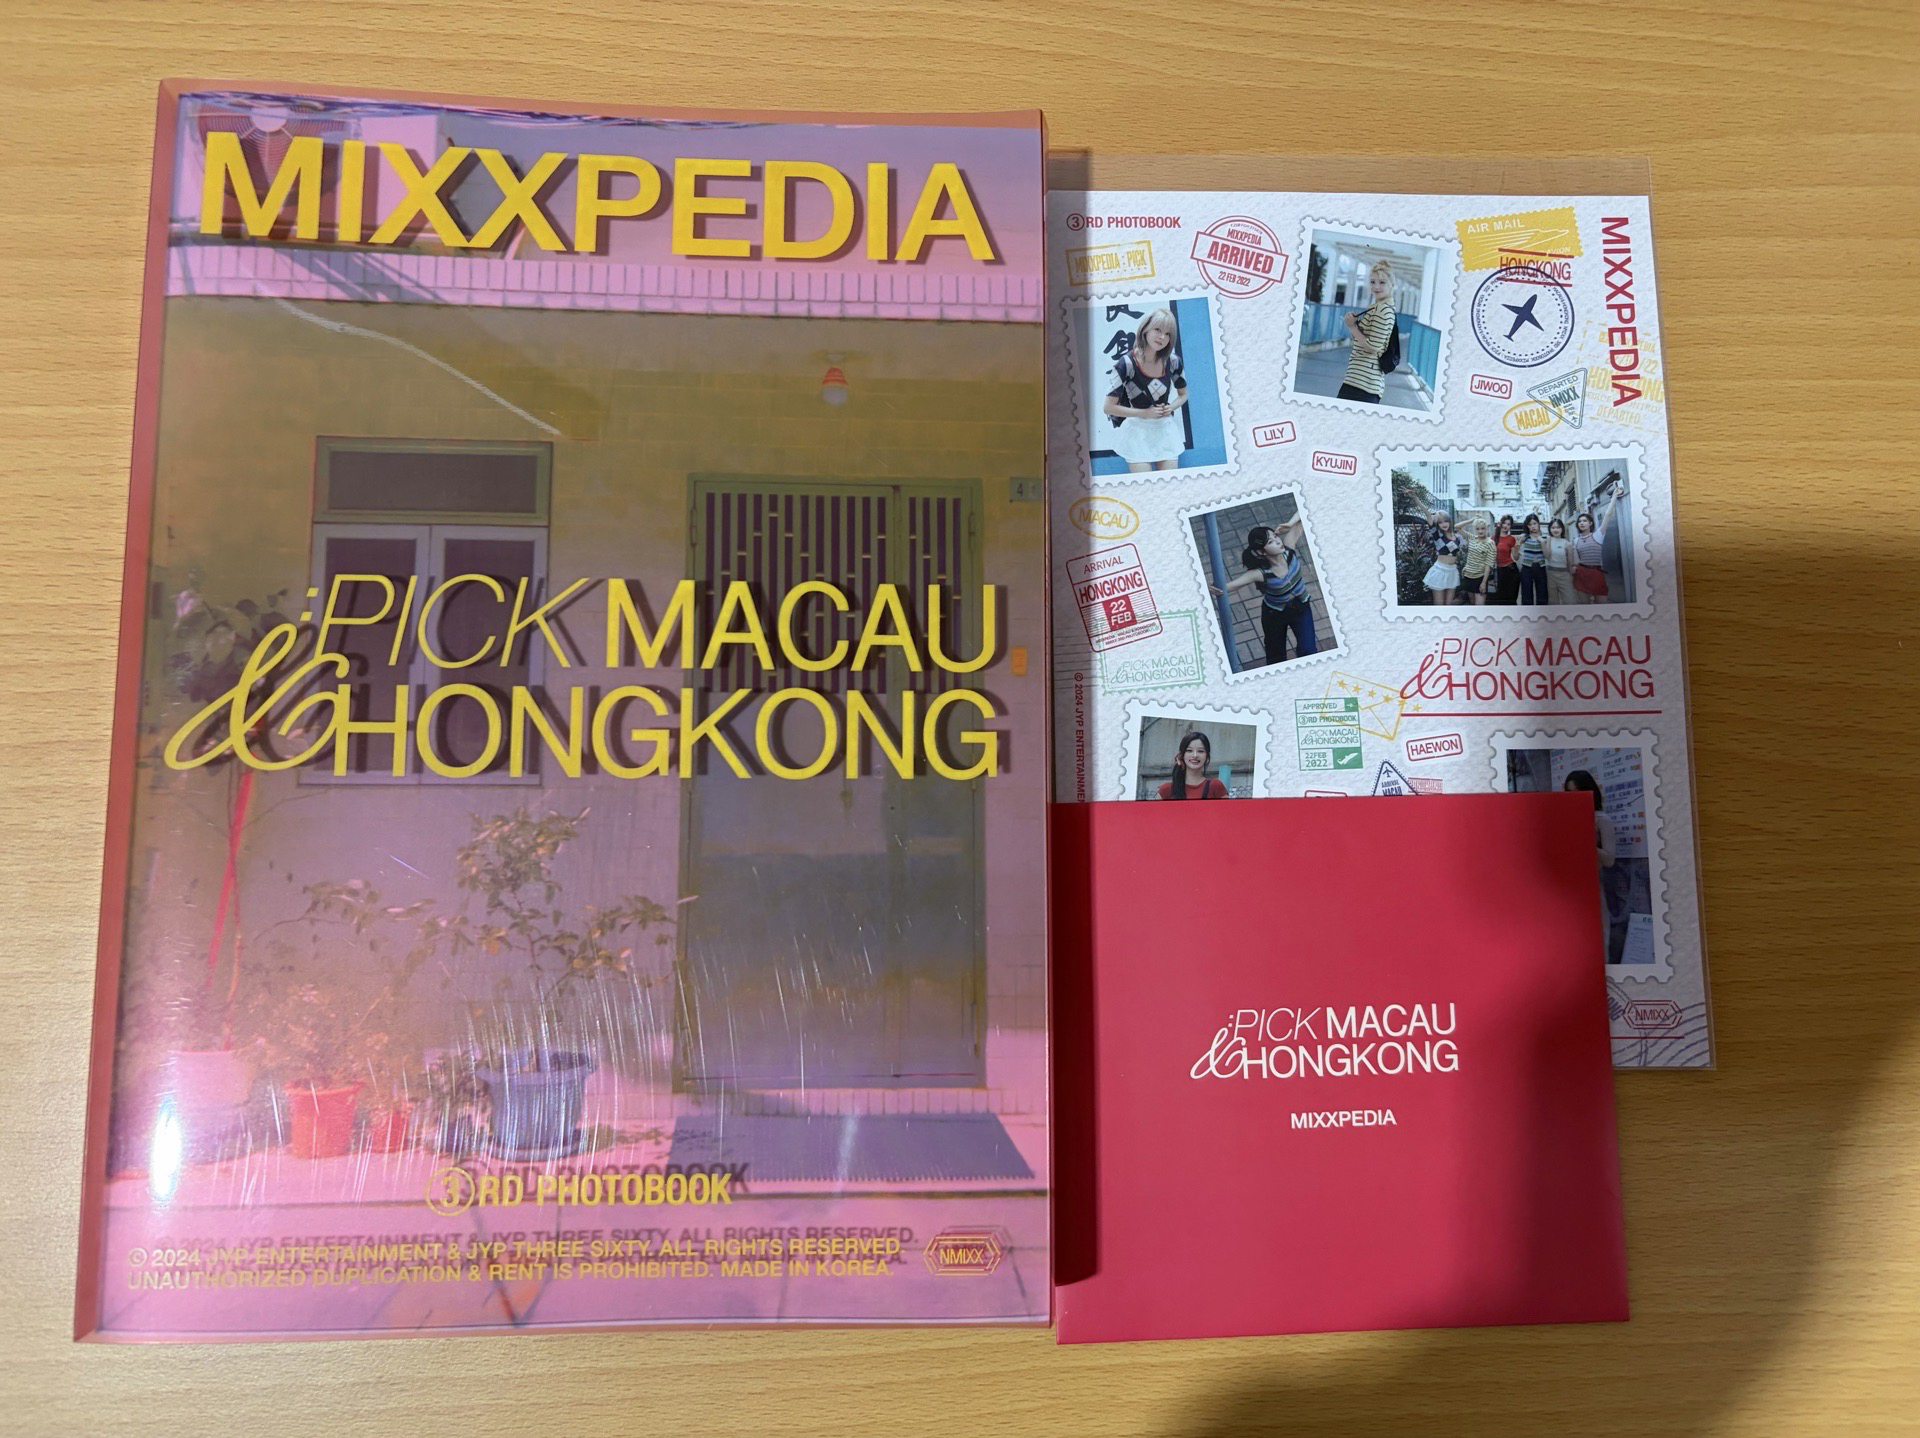 MIXXPEDIA
:PICK MACAU
&HONGKONG
③RD PHOTOBOOK
© 2024 JYP ENTERTAINMENT & JYP THREE SIXTY. ALL RIGHTS RESERVED.
UNAUTHORIZED DUPLICATION & RENT IS PROHIBITED. MADE IN KOREA.
NMIXX
③RD PHOTOBOOK
MIXXPEDIA : PICK
MIXXPEDIA
ARRIVED
22 FEB 2022
AIR MAIL
HONGKONG
MIXXPEDIA
JIWOO
DEPARTED
NMIXX
MACAU
LILY
KYUJIN
MACAU
ARRIVAL
HONGKONG
22
FEB
:PICK MACAU
&HONGKONG
:PICK MACAU
&HONGKONG
© 2024 JYP ENTERTAINMENT
APPROVED
③RD PHOTOBOOK
:PICK MACAU
&HONGKONG
22FEB
2022
HAEWON
ARRIVAL
MACAU
NMIXX
:PICK MACAU
&HONGKONG
MIXXPEDIA